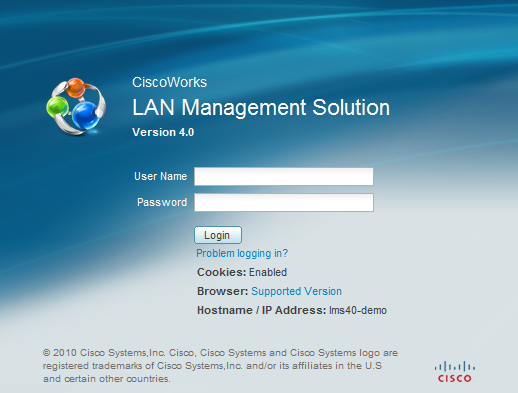 CiscoWorks
LAN Management Solution
Version 4.0
User Name
Password
Login
Problem logging in?
Cookies: Enabled
Browser: Supported Version
Hostname / IP Address: lms40-demo
© 2010 Cisco Systems,Inc. Cisco, Cisco Systems and Cisco Systems logo are
registered trademarks of Cisco Systems,Inc. and/or its affiliates in the U.S
and certain other countries.
CISCO